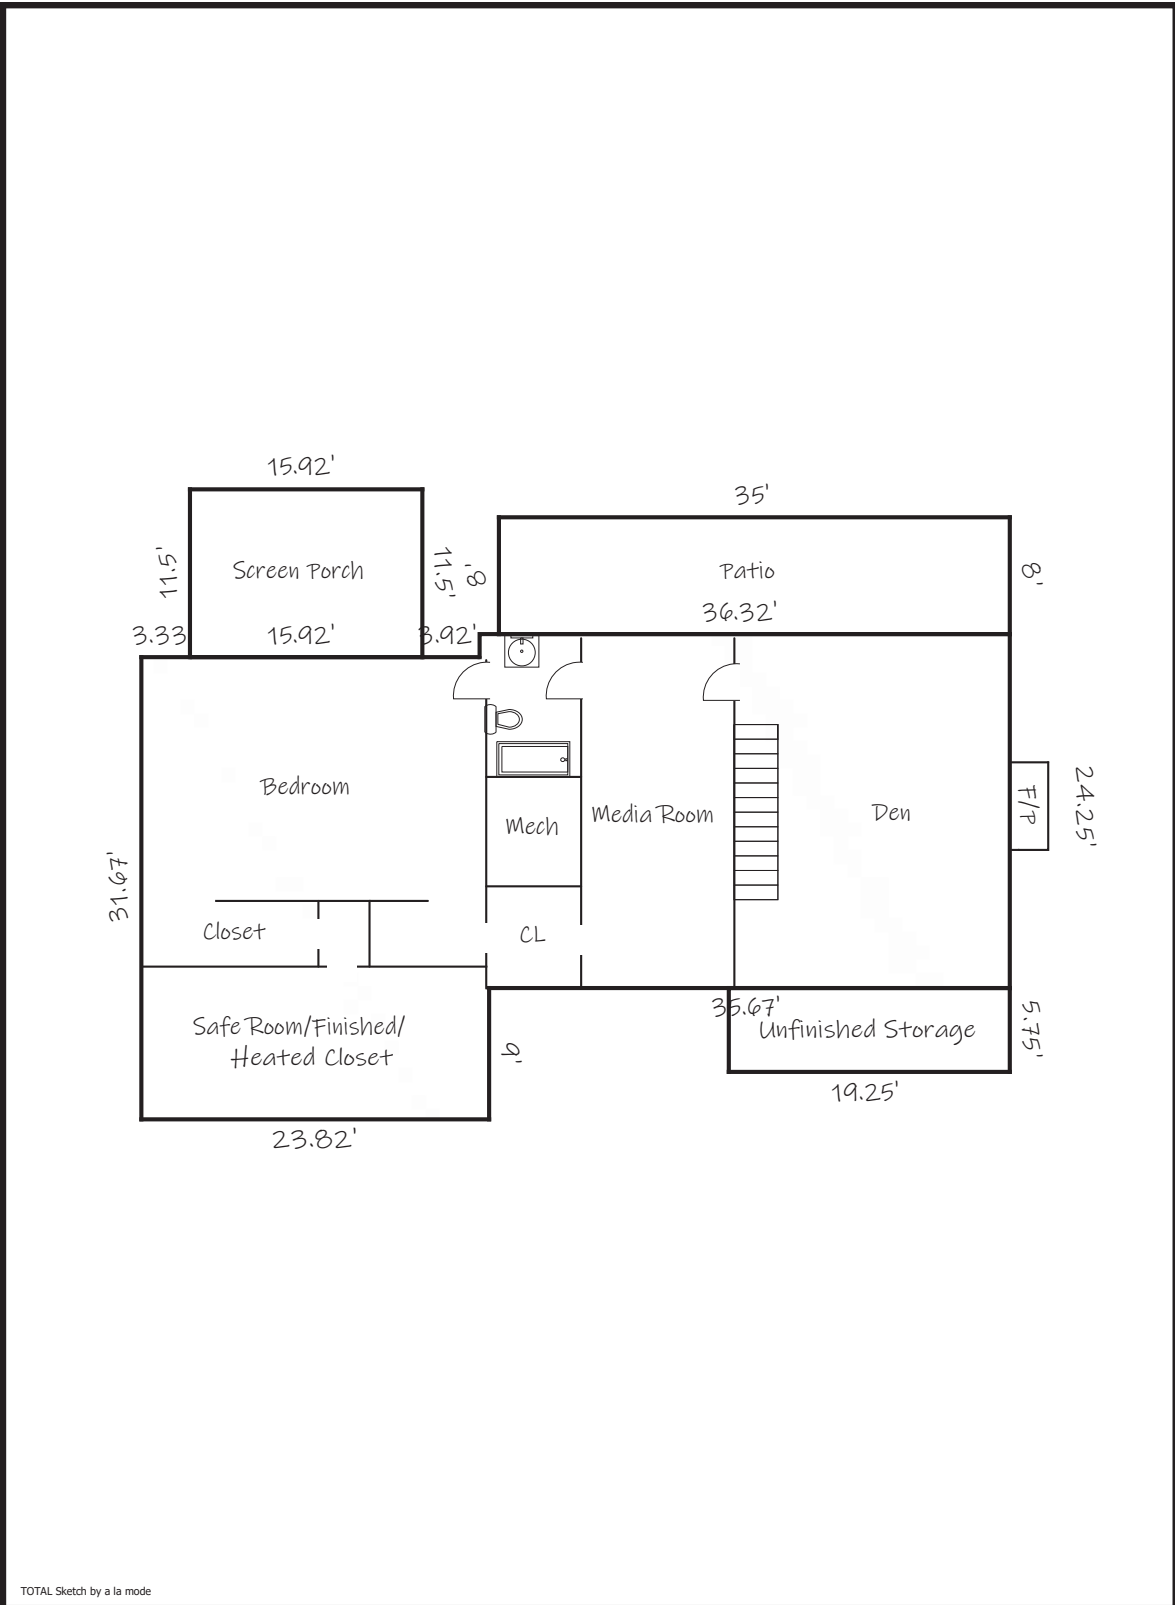 15.92'
35'
11.5'
Screen Porch
11.5'
8'
Patio
8'
36.32'
3.33
15.92'
3.92'
Bedroom
Mech
Media Room
Den
F/P
24.25'
31.67'
Closet
CL
35.67'
Safe Room/Finished/
Heated Closet
9'
Unfinished Storage
5.75'
19.25'
23.82'
TOTAL Sketch by a la mode